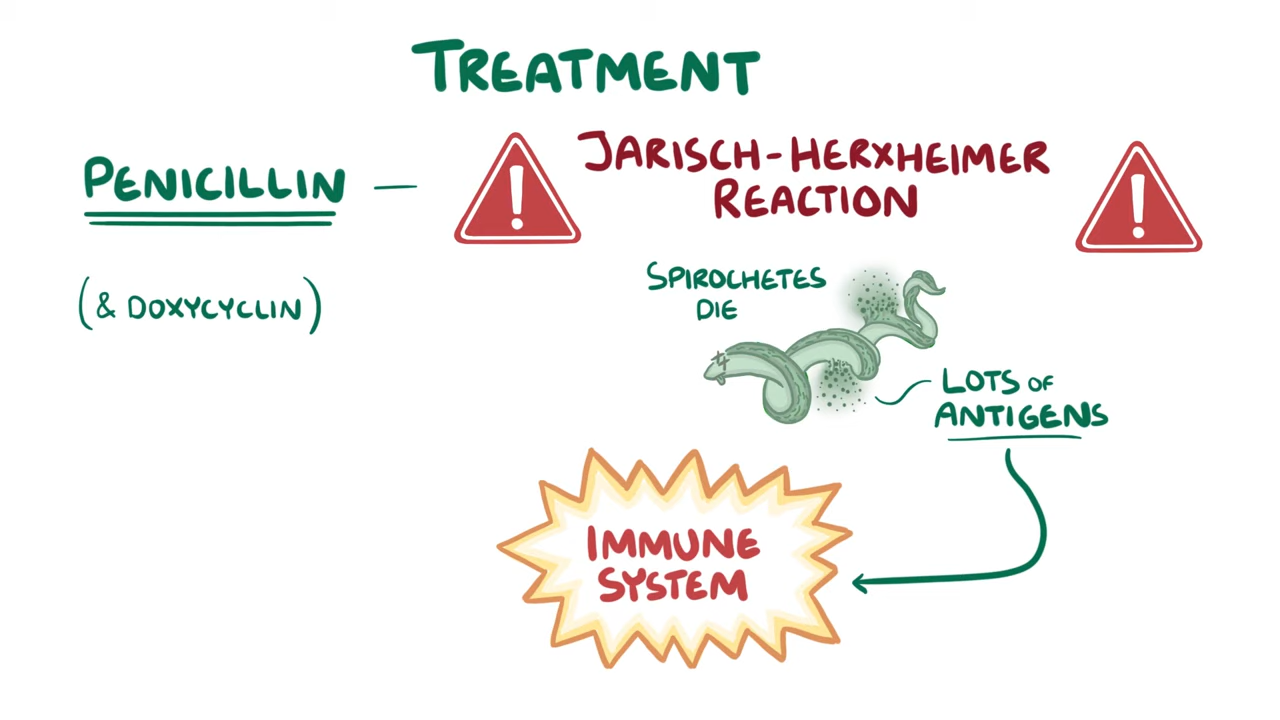 TREATMENT
PENICILLIN –
(& DOXYCYCLIN)
! JARISCH-HERXHEIMER !
REACTION
SPIROCHETES
DIE
LOTS OF
ANTIGENS
IMMUNE
SYSTEM